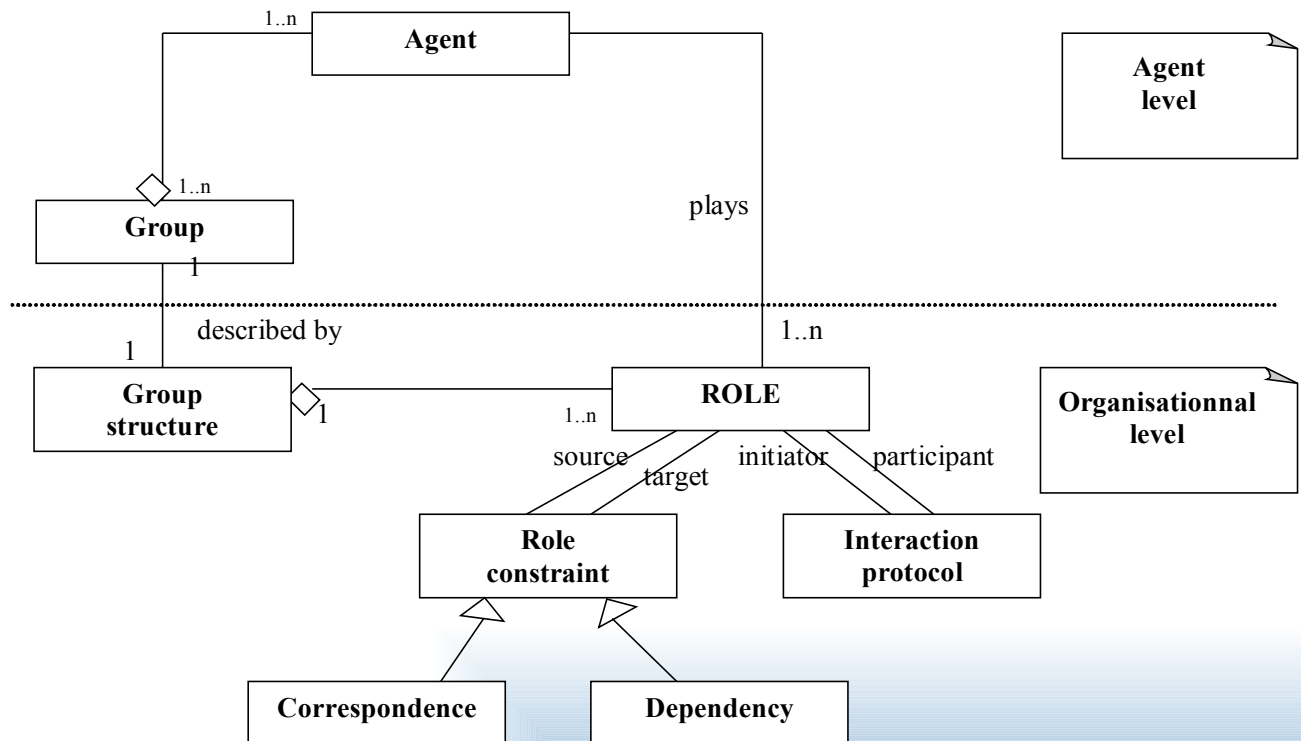 1..n
Agent
Agent
level
1..n
Group
plays
1
described by
1
1..n
Group
structure
1
1..n
ROLE
Organisationnal
level
source
target
initiator
participant
Role
constraint
Interaction
protocol
Correspondence
Dependency